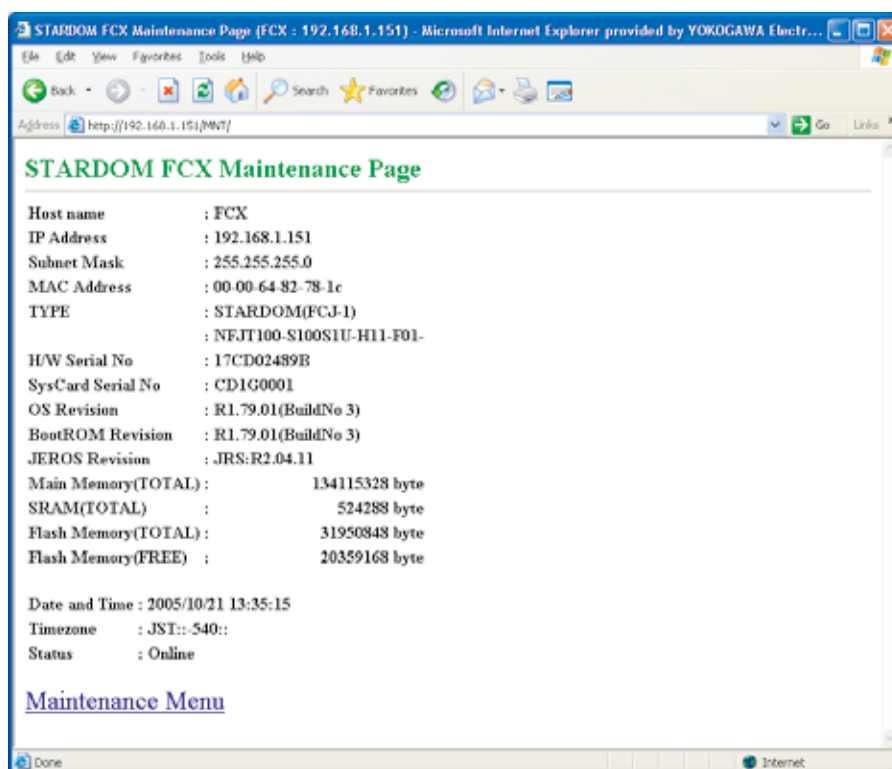 STARDOM FCX Maintenance Page (FCX : 192.168.1.151) - Microsoft Internet Explorer provided by YOKOGAWA Electr...
File Edit View Favorites Tools Help
Back Search Favorites
Address http://192.168.1.151/MNT/ Go Links
STARDOM FCX Maintenance Page
Host name : FCX
IP Address : 192.168.1.151
Subnet Mask : 255.255.255.0
MAC Address : 00-00-64-82-78-1c
TYPE : STARDOM(FCJ-1)
: NFJT100-S100S1U-H11-F01-
H/W Serial No : 17CD02489B
SysCard Serial No : CD1G0001
OS Revision : R1.79.01(BuildNo 3)
BootROM Revision : R1.79.01(BuildNo 3)
JEROS Revision : JRS:R2.04.11
Main Memory(TOTAL) : 134115328 byte
SRAM(TOTAL) : 524288 byte
Flash Memory(TOTAL) : 31950848 byte
Flash Memory(FREE) : 20359168 byte
Date and Time : 2005/10/21 13:35:15
Timezone : JST::-540::
Status : Online
Maintenance Menu
Done Internet